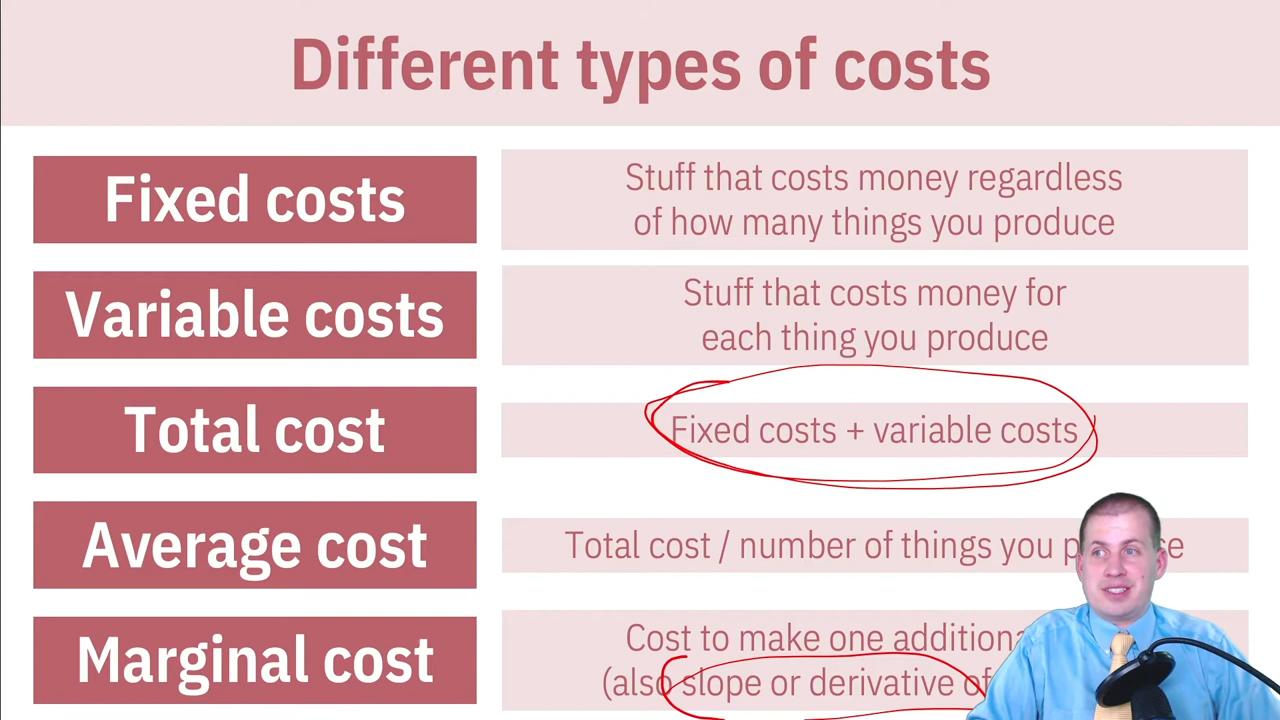 Different types of costs
Fixed costs
Stuff that costs money regardless
of how many things you produce
Variable costs
Stuff that costs money for
each thing you produce
Total cost
Fixed costs + variable costs
Average cost
Total cost / number of things you
Marginal cost
Cost to make one
(also slope or derivative of